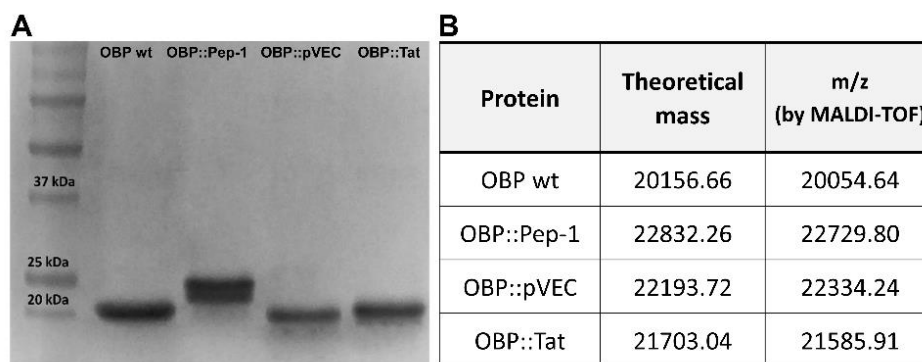 A
OBP wt OBP::Pep-1 OBP::pVEC OBP::Tat
37 kDa
25 kDa
20 kDa
B
Protein Theoretical mass m/z (by MALDI-TOF)
OBP wt 20156.66 20054.64
OBP::Pep-1 22832.26 22729.80
OBP::pVEC 22193.72 22334.24
OBP::Tat 21703.04 21585.91